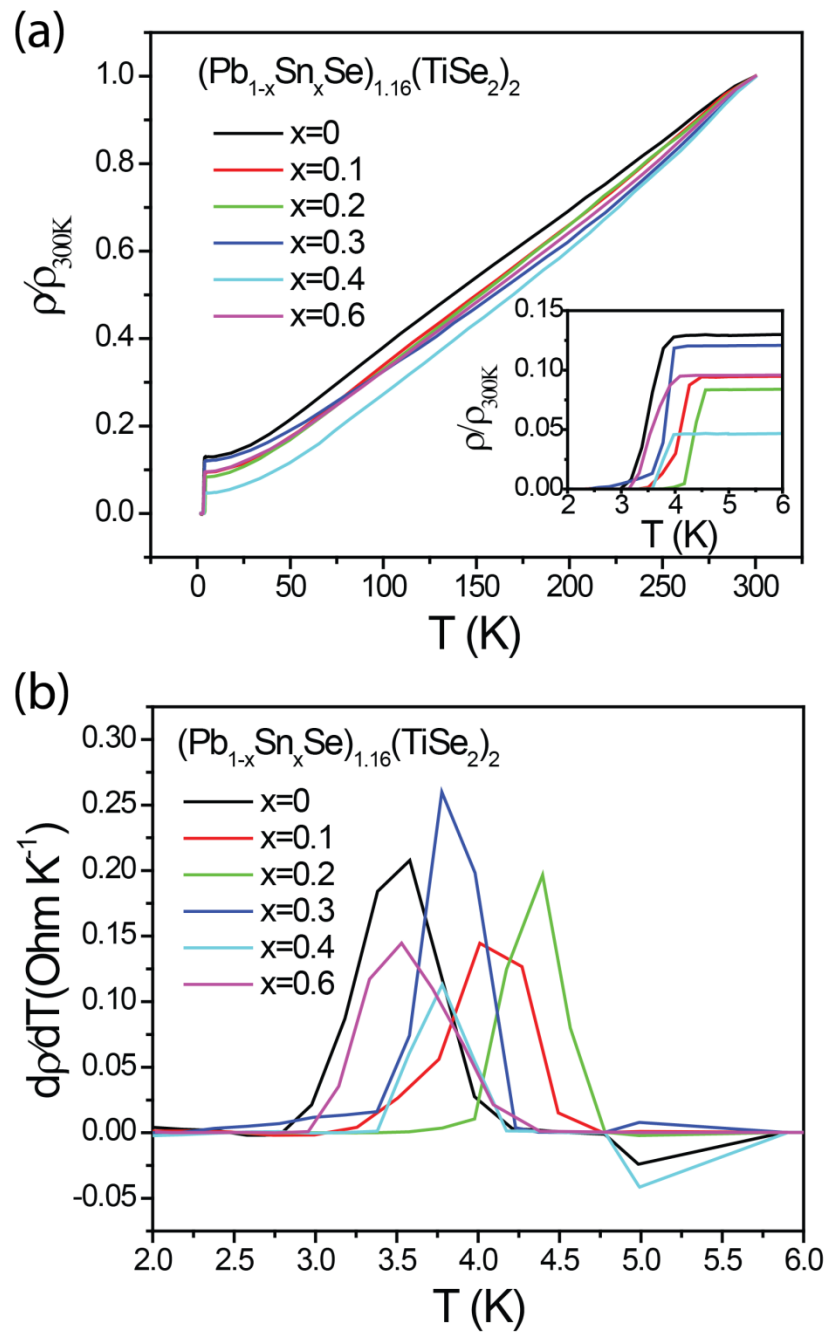 (a)
(Pb1-xSnxSe)1.16(TiSe2)2
x=0
x=0.1
x=0.2
x=0.3
x=0.4
x=0.6
1.0
0.8
0.6
0.4
0.2
0.0
ρ/ρ300K
0 50 100 150 200 250 300
T (K)
0.15
0.10
0.05
0.00
ρ/ρ300K
2 3 4 5 6
T (K)
(b)
(Pb1-xSnxSe)1.16(TiSe2)2
x=0
x=0.1
x=0.2
x=0.3
x=0.4
x=0.6
0.30
0.25
0.20
0.15
0.10
0.05
0.00
-0.05
dρ/dT(Ohm K-1)
2.0 2.5 3.0 3.5 4.0 4.5 5.0 5.5 6.0
T (K)